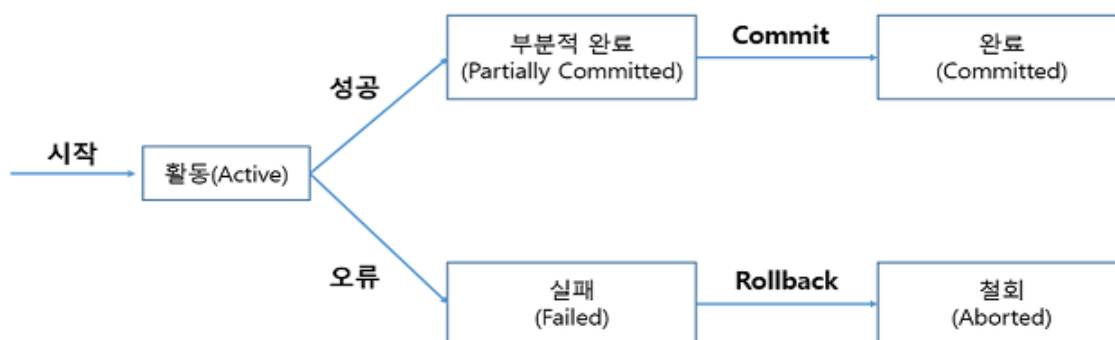 부분적 완료
(Partially Committed)
Commit
완료
(Committed)
성공
시작
활동(Active)
오류
실패
(Failed)
Rollback
철회
(Aborted)